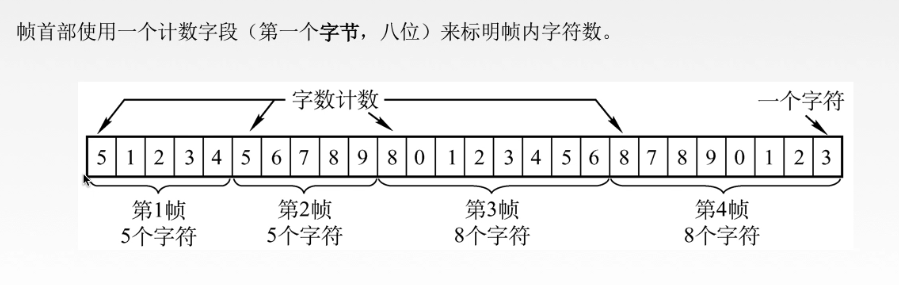 帧首部使用一个计数字段（第一个字节，八位）来标明帧内字符数。
字数计数
一个字符
5 1 2 3 4 5 6 7 8 9 8 0 1 2 3 4 5 6 8 7 8 9 0 1 2 3
第1帧 第2帧 第3帧 第4帧
5个字符 5个字符 8个字符 8个字符